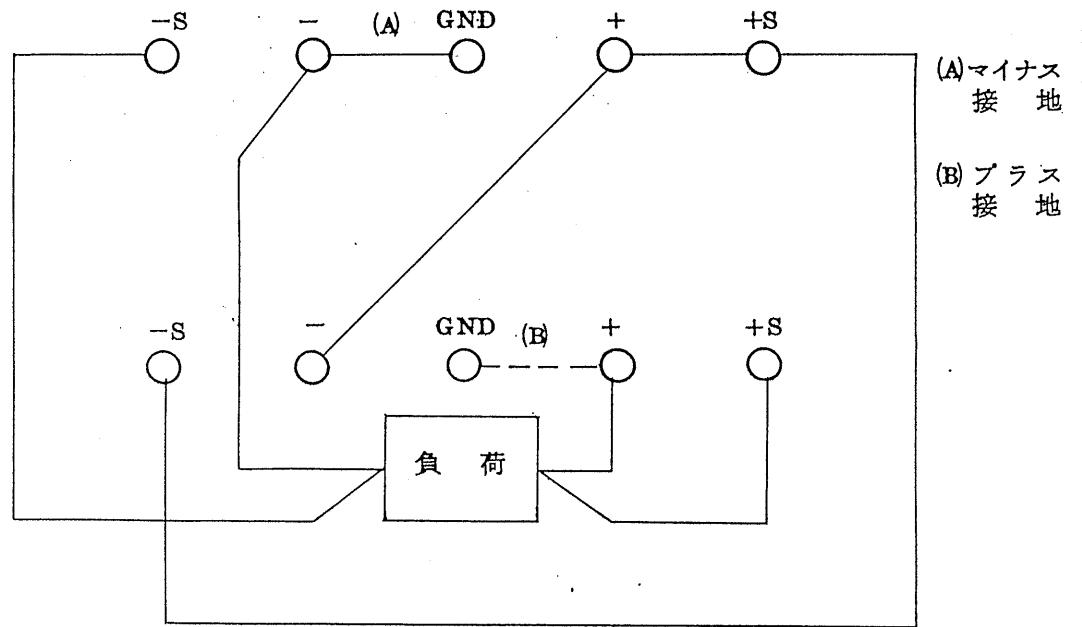 −S − (A) GND + +S
(A) マイナス
接 地
(B) プラス
接 地
−S − GND (B) + +S
負 荷